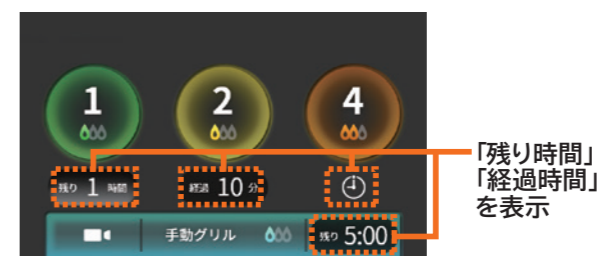 1
2
4
残り 1 時間
経過 10 分
手動グリル
残り 5:00
「残り時間」
「経過時間」
を表示